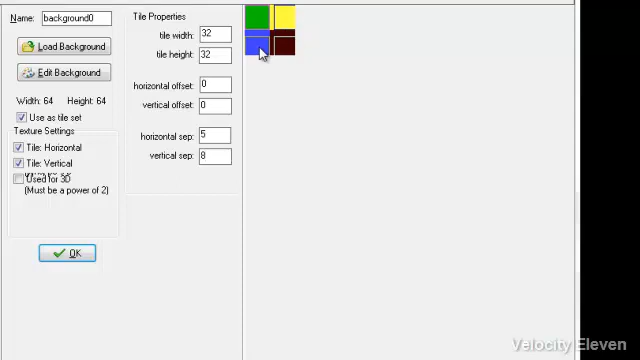 Name: background0
Load Background
Edit Background
Width: 64 Height: 64
Use as tile set
Texture Settings
Tile: Horizontal
Tile: Vertical
Used for 3D
(Must be a power of 2)
OK
Tile Properties
tile width: 32
tile height: 32
horizontal offset: 0
vertical offset: 0
horizontal sep: 5
vertical sep: 8
Velocity Eleven